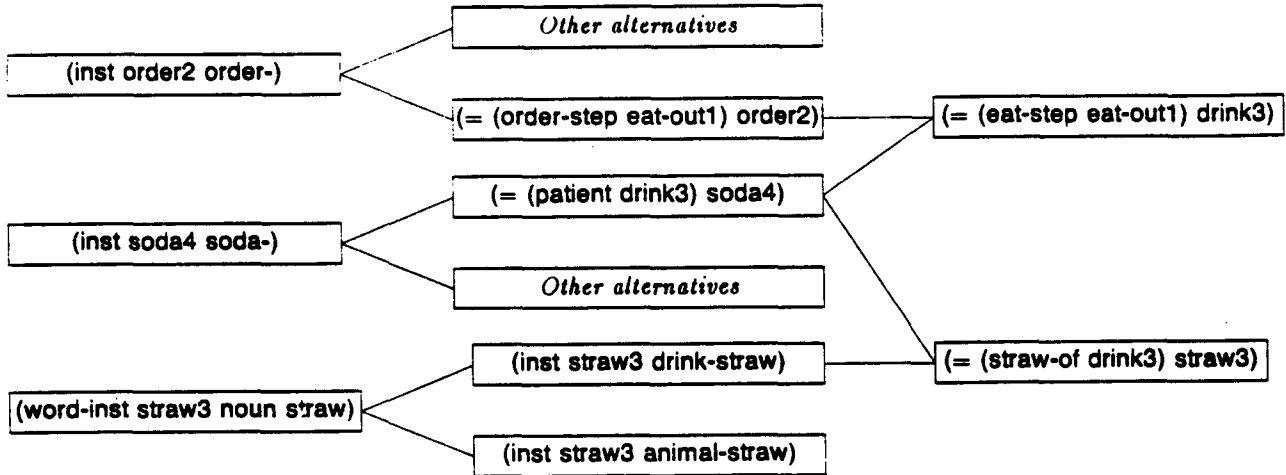 Other alternatives
(inst order2 order-)
(= (order-step eat-out1) order2)
(= (eat-step eat-out1) drink3)
(= (patient drink3) soda4)
(inst soda4 soda-)
Other alternatives
(inst straw3 drink-straw)
(= (straw-of drink3) straw3)
(word-inst straw3 noun straw)
(inst straw3 animal-straw)